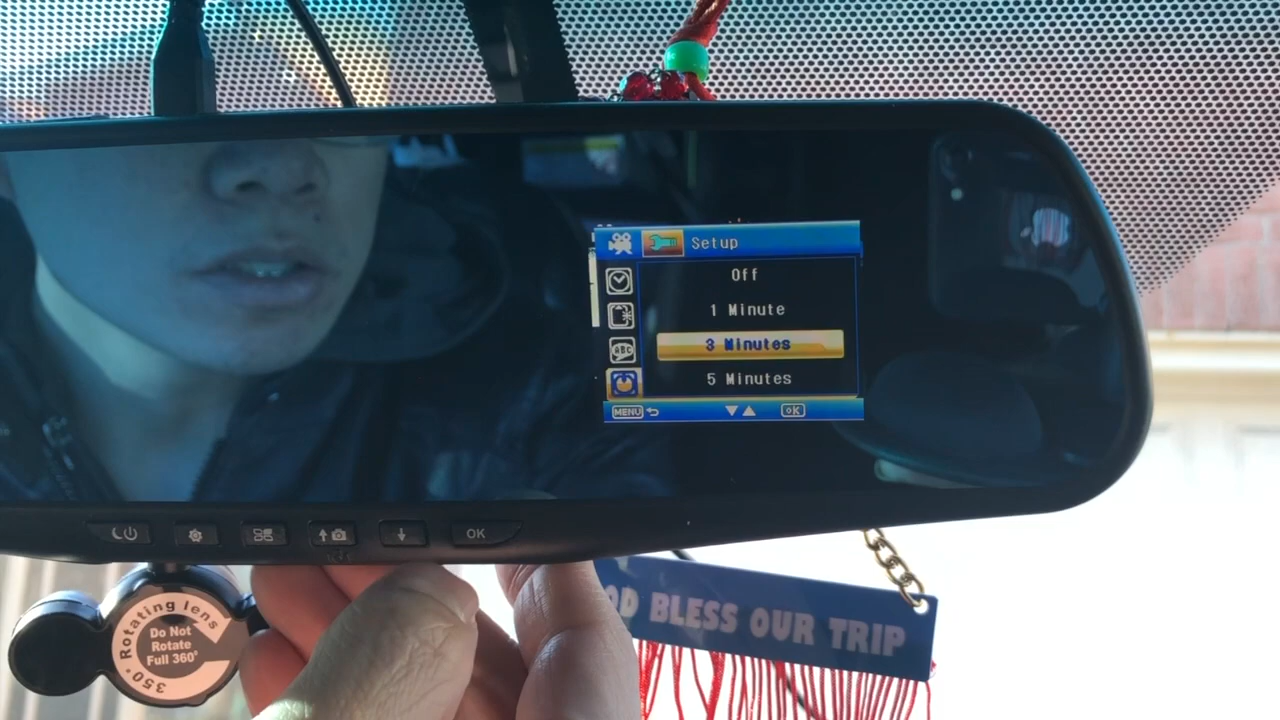 Setup
Off
1 Minute
3 Minutes
ABC
5 Minutes
MENU
OK
OK
Rotating lens
Do Not
Rotate
Full 360°
350°
BLESS OUR TRIP